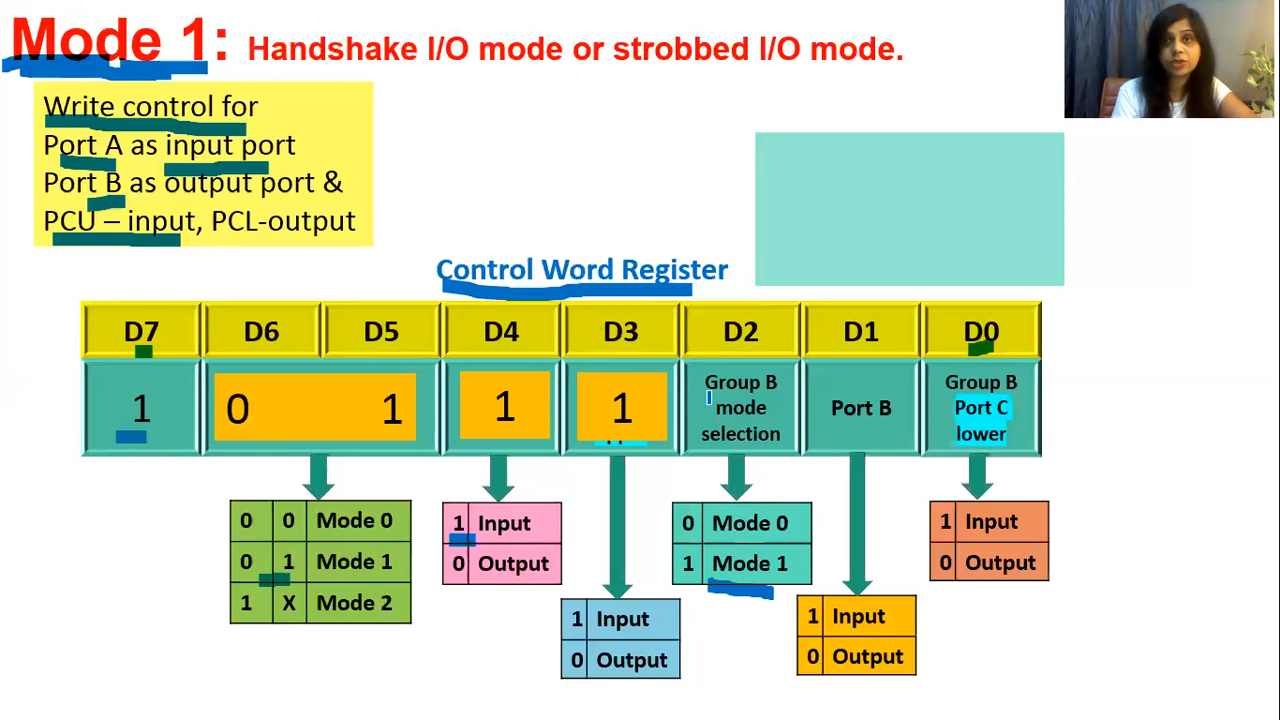 Mode 1: Handshake I/O mode or strobbed I/O mode.
Write control for
Port A as input port
Port B as output port &
PCU – input, PCL-output
Control Word Register
D7 D6 D5 D4 D3 D2 D1 D0
1 0 1 1 1 Group B mode selection Port B Group B Port C lower
0 0 Mode 0
0 1 Mode 1
1 X Mode 2
1 Input
0 Output
1 Input
0 Output
0 Mode 0
1 Mode 1
1 Input
0 Output
1 Input
0 Output